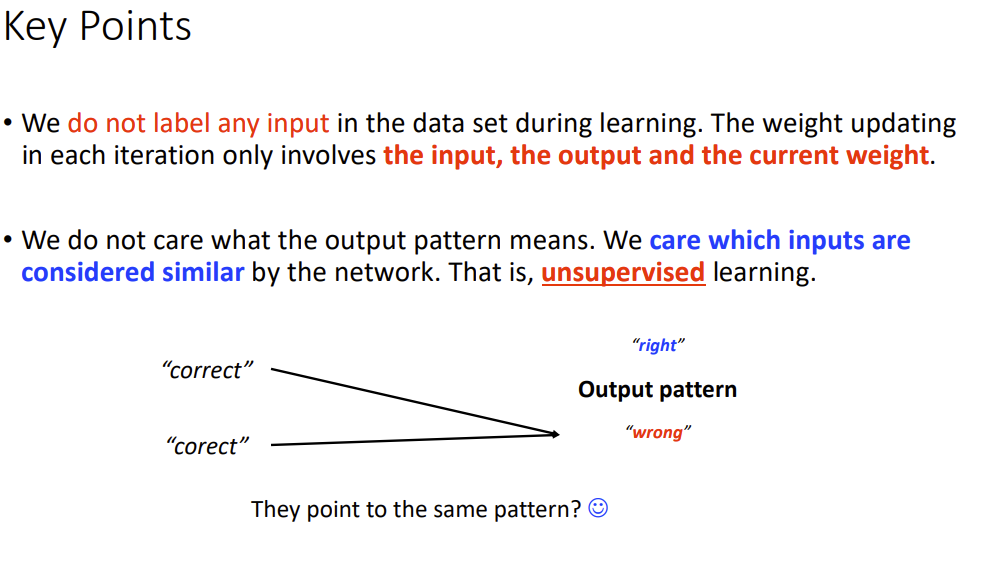 Key Points
• We do not label any input in the data set during learning. The weight updating
in each iteration only involves the input, the output and the current weight.
• We do not care what the output pattern means. We care which inputs are
considered similar by the network. That is, unsupervised learning.
“right”
“correct”
Output pattern
“wrong”
“corect”
They point to the same pattern? ☺